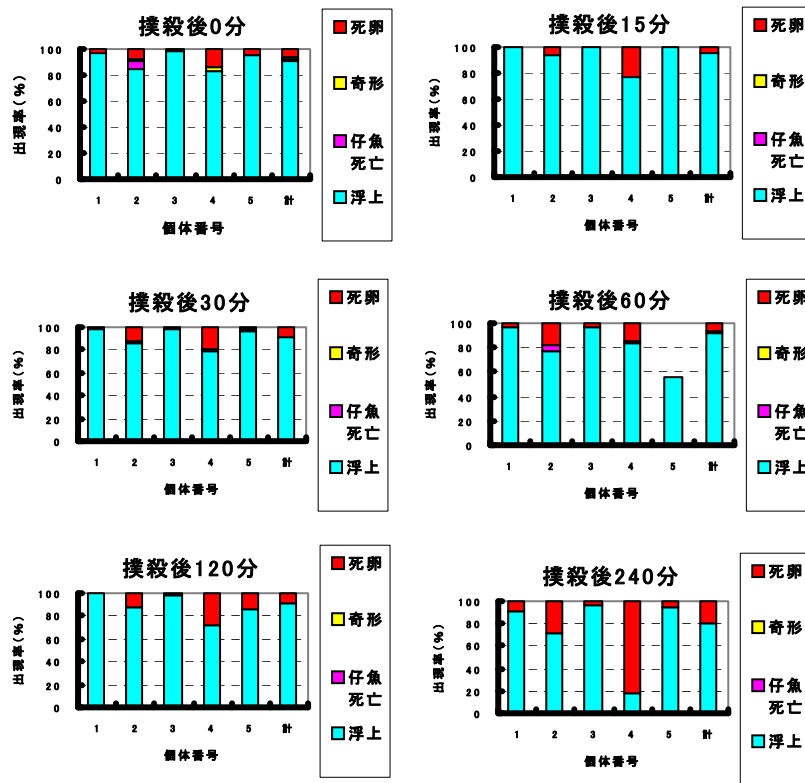 撲殺後0分
出現率(%)
100
80
60
40
20
0
1 2 3 4 5 計
個体番号
死卵
奇形
仔魚
死亡
浮上
撲殺後15分
出現率(%)
100
80
60
40
20
0
1 2 3 4 5 計
個体番号
死卵
奇形
仔魚
死亡
浮上
撲殺後30分
出現率(%)
100
80
60
40
20
0
1 2 3 4 5 計
個体番号
死卵
奇形
仔魚
死亡
浮上
撲殺後60分
出現率(%)
100
80
60
40
20
0
1 2 3 4 5 計
個体番号
死卵
奇形
仔魚
死亡
浮上
撲殺後120分
出現率(%)
100
80
60
40
20
0
1 2 3 4 5 計
個体番号
死卵
奇形
仔魚
死亡
浮上
撲殺後240分
出現率(%)
100
80
60
40
20
0
1 2 3 4 5 計
個体番号
死卵
奇形
仔魚
死亡
浮上